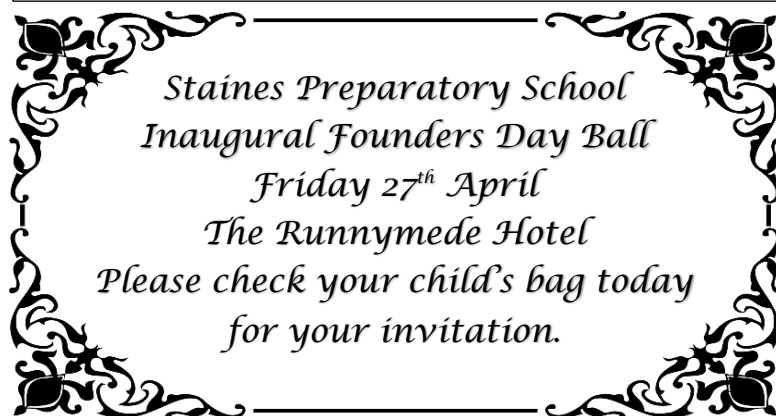 Staines Preparatory School
Inaugural Founders Day Ball
Friday 27th April
The Runnymede Hotel
Please check your child's bag today
for your invitation.